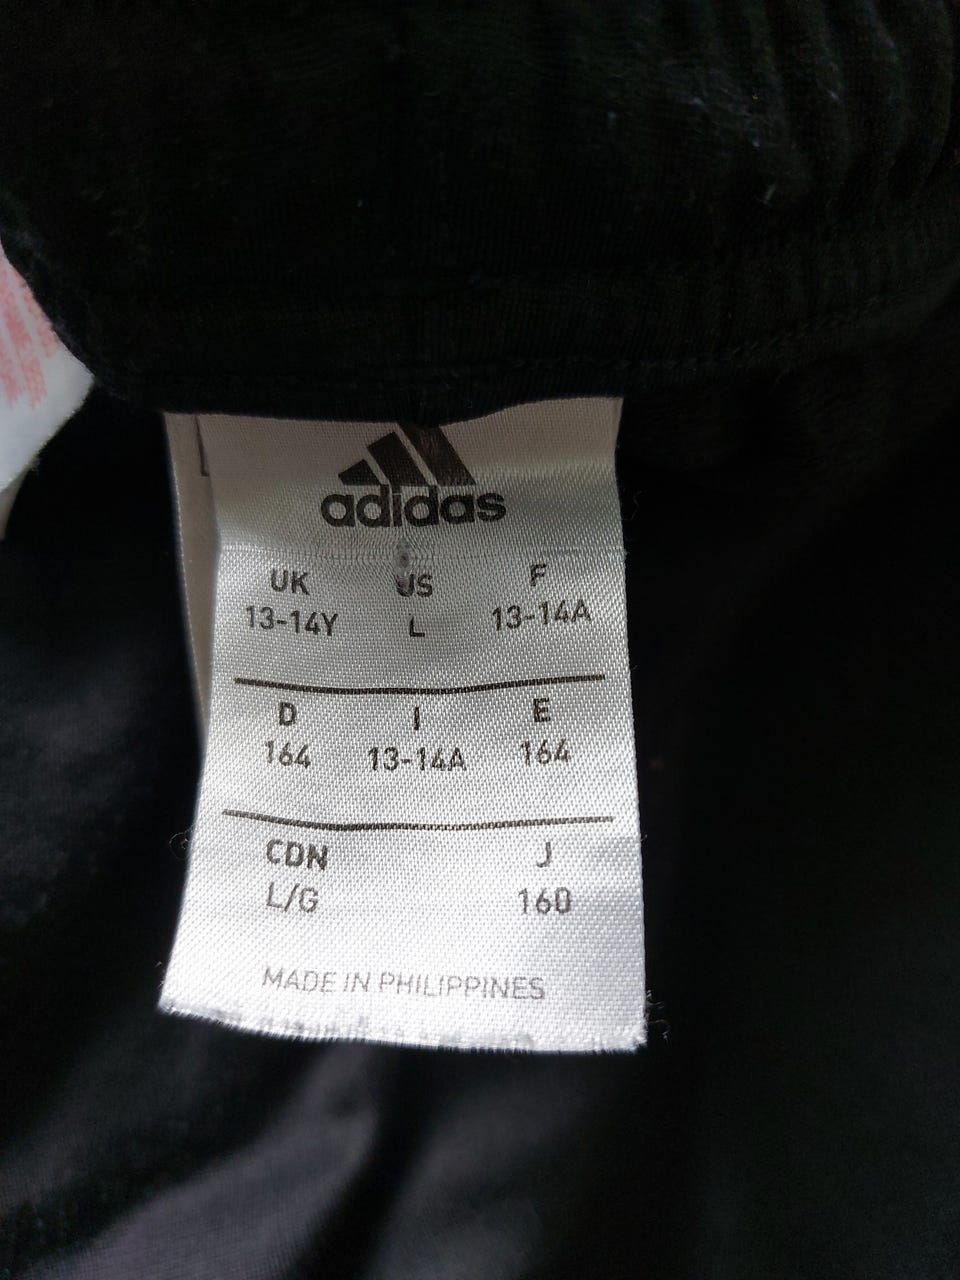 adidas
UK US F
13-14Y L 13-14A
D I E
164 13-14A 164
CDN J
L/G 160
MADE IN PHILIPPINES